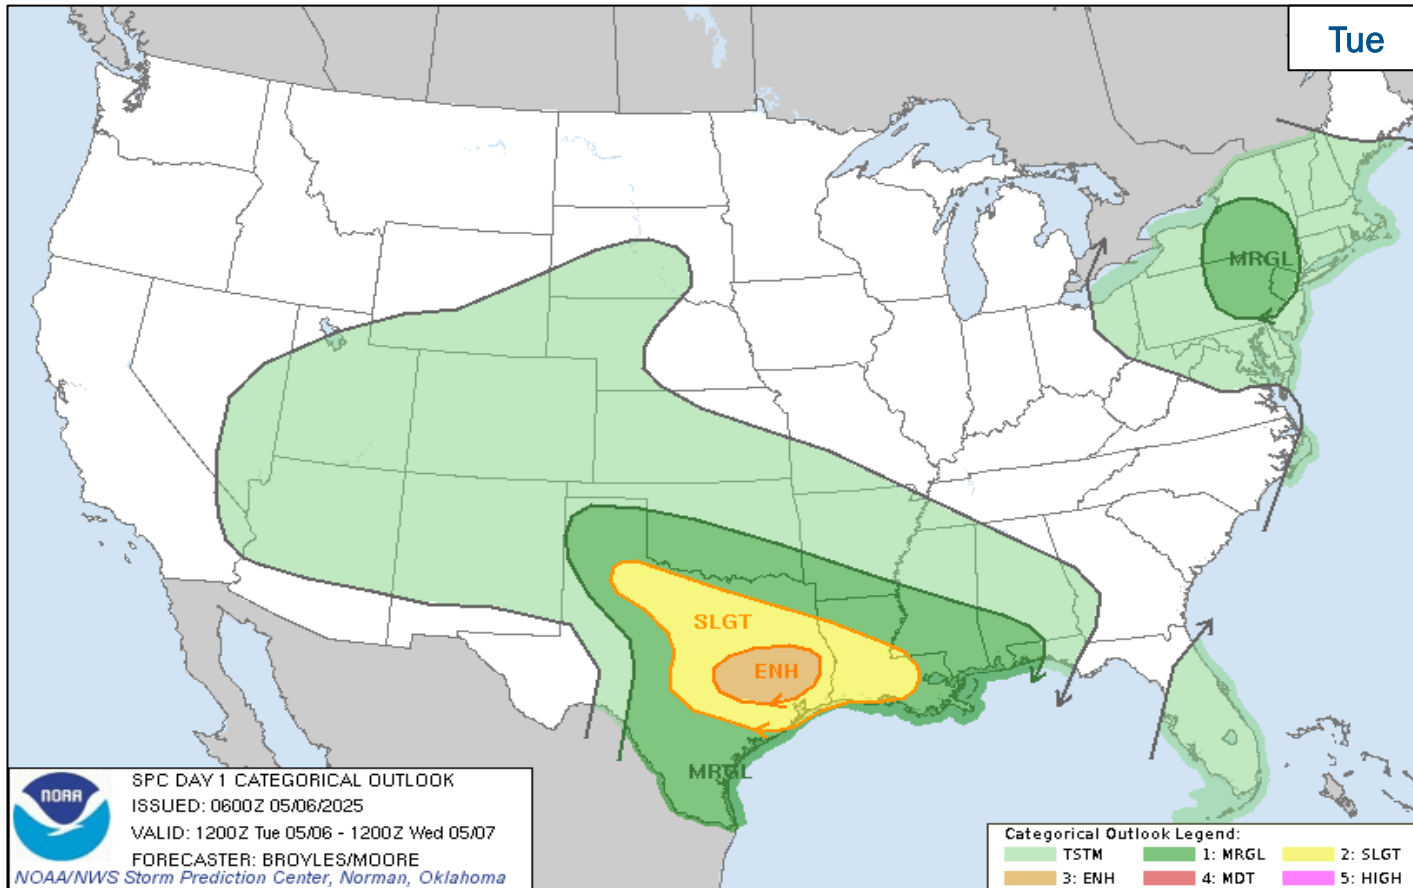 Tue
MRGL
SLGT
ENH
MRGL
NOAA
SPC DAY 1 CATEGORICAL OUTLOOK
ISSUED: 0600Z 05/06/2025
VALID: 1200Z Tue 05/06 - 1200Z Wed 05/07
FORECASTER: BROYLES/MOORE
NOAA/NWS Storm Prediction Center, Norman, Oklahoma
Categorical Outlook Legend:
TSTM 1: MRGL 2: SLGT
3: ENH 4: MDT 5: HIGH